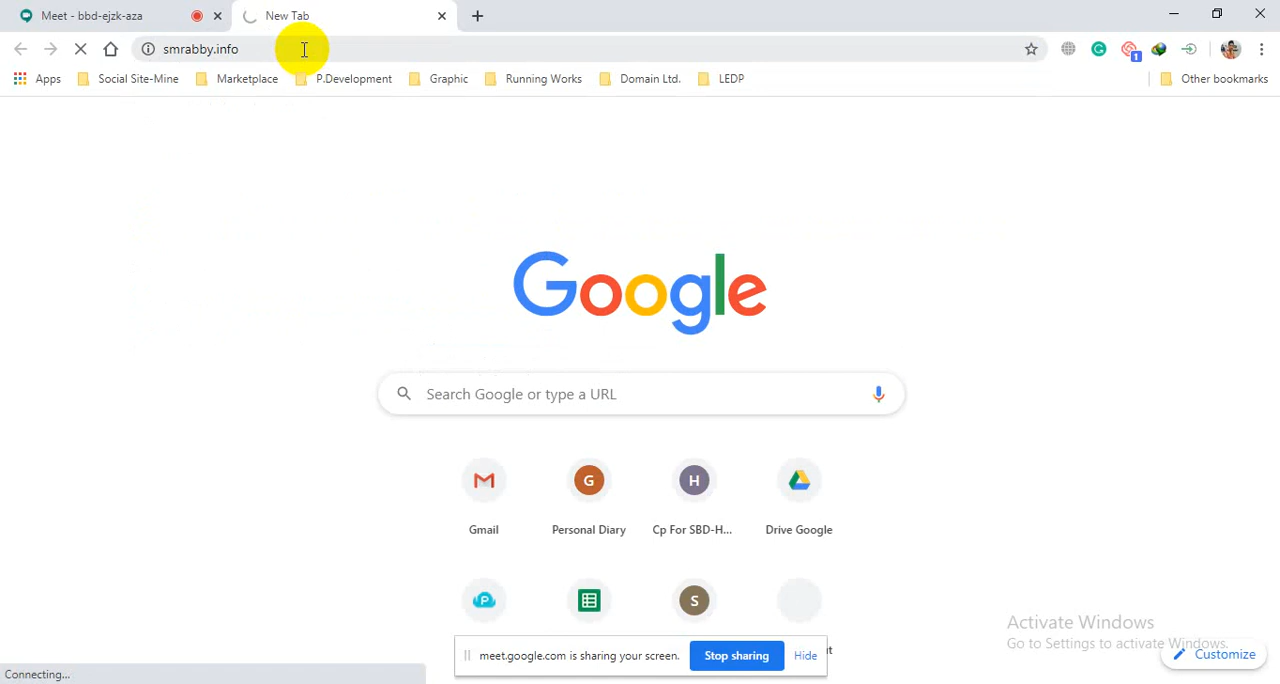 Meet - bbd-ejzk-aza
New Tab
smrabby.info
1
Apps
Social Site-Mine
Marketplace
P.Development
Graphic
Running Works
Domain Ltd.
LEDP
Other bookmarks
Google
Search Google or type a URL
G
H
Gmail
Personal Diary
Cp For SBD-H...
Drive Google
P
S
Activate Windows
Go to Settings to activate Windows.
meet.google.com is sharing your screen.
Stop sharing
Hide
Customize
Connecting...